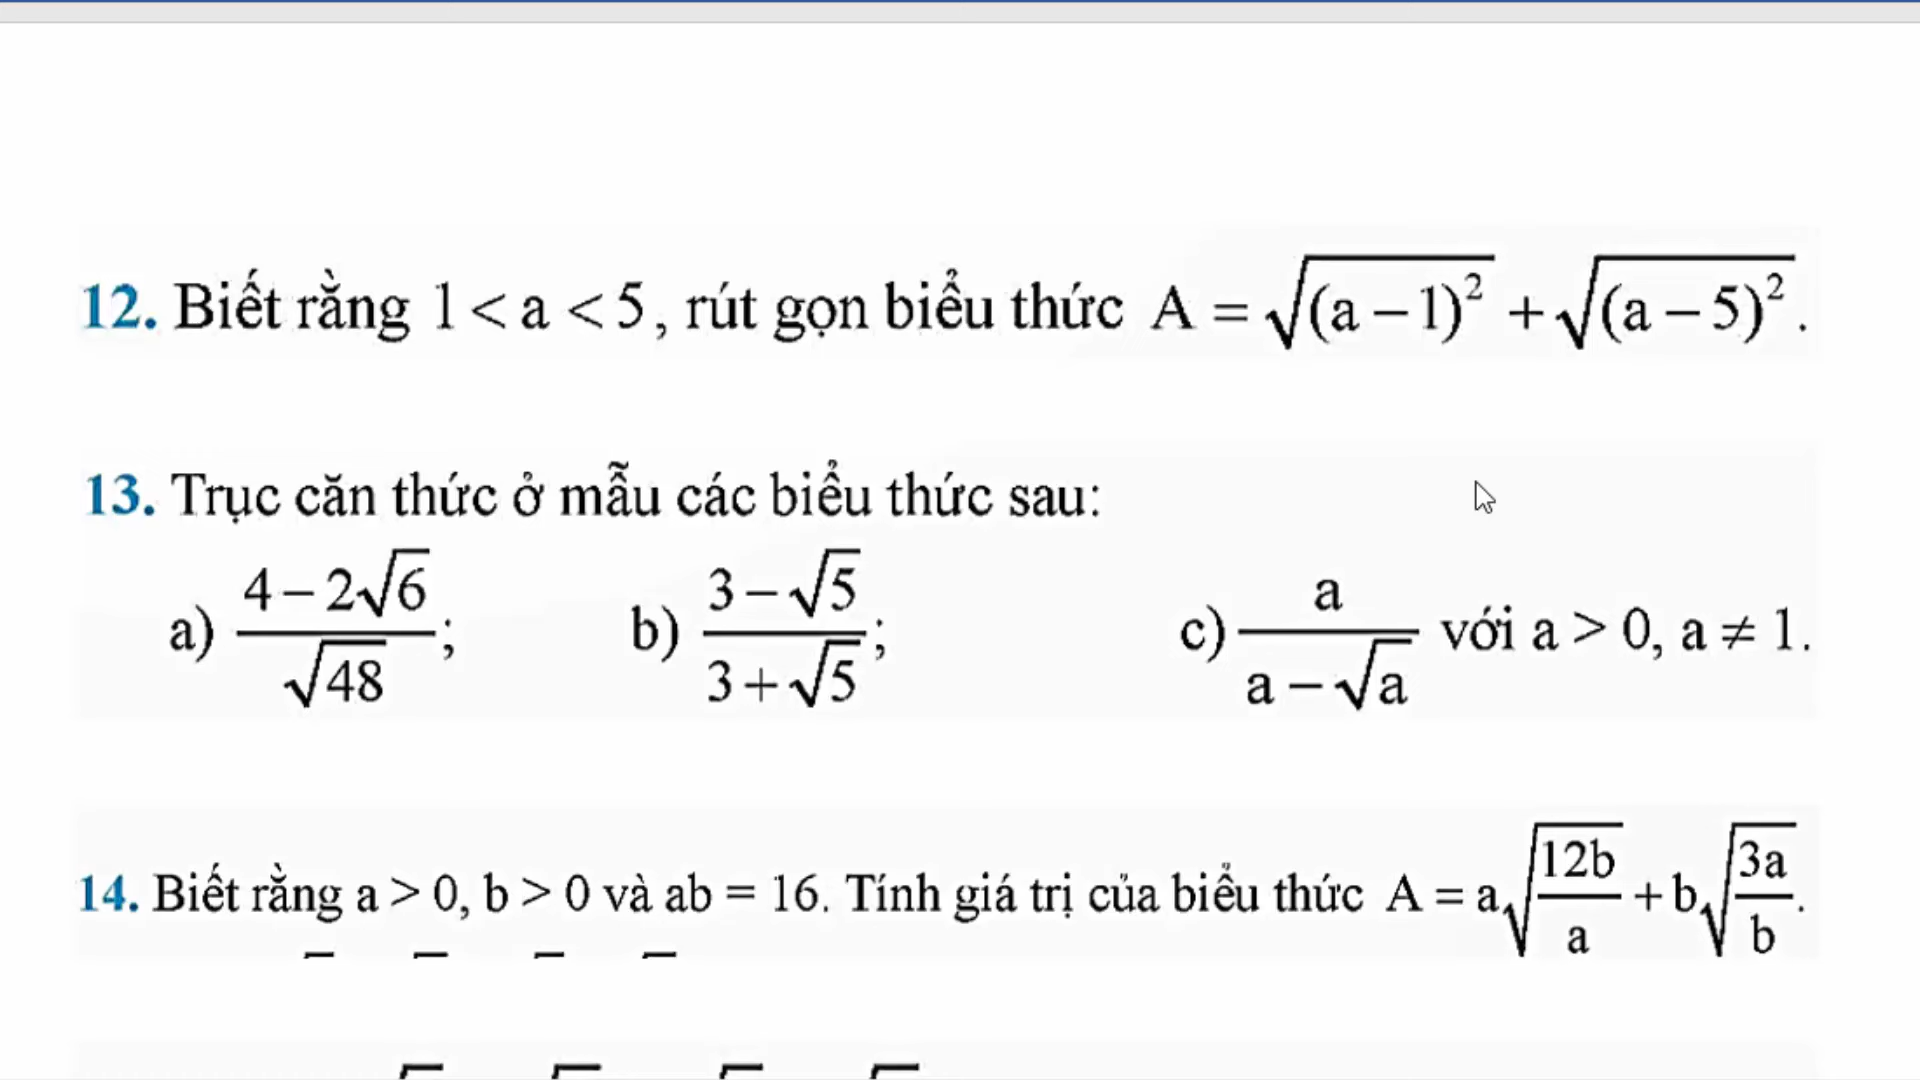 12. Biết rằng 1 < a < 5, rút gọn biểu thức A = √(a − 1)² + √(a − 5)².
13. Trục căn thức ở mẫu các biểu thức sau:
a) (4 − 2√6)/√48; b) (3 − √5)/(3 + √5); c) a/(a − √a) với a > 0, a ≠ 1.
14. Biết rằng a > 0, b > 0 và ab = 16. Tính giá trị của biểu thức A = a√(12b/a) + b√(3a/b).